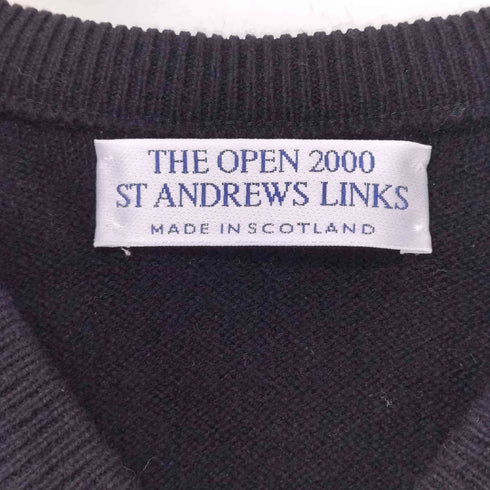 THE OPEN 2000
ST ANDREWS LINKS
MADE IN SCOTLAND